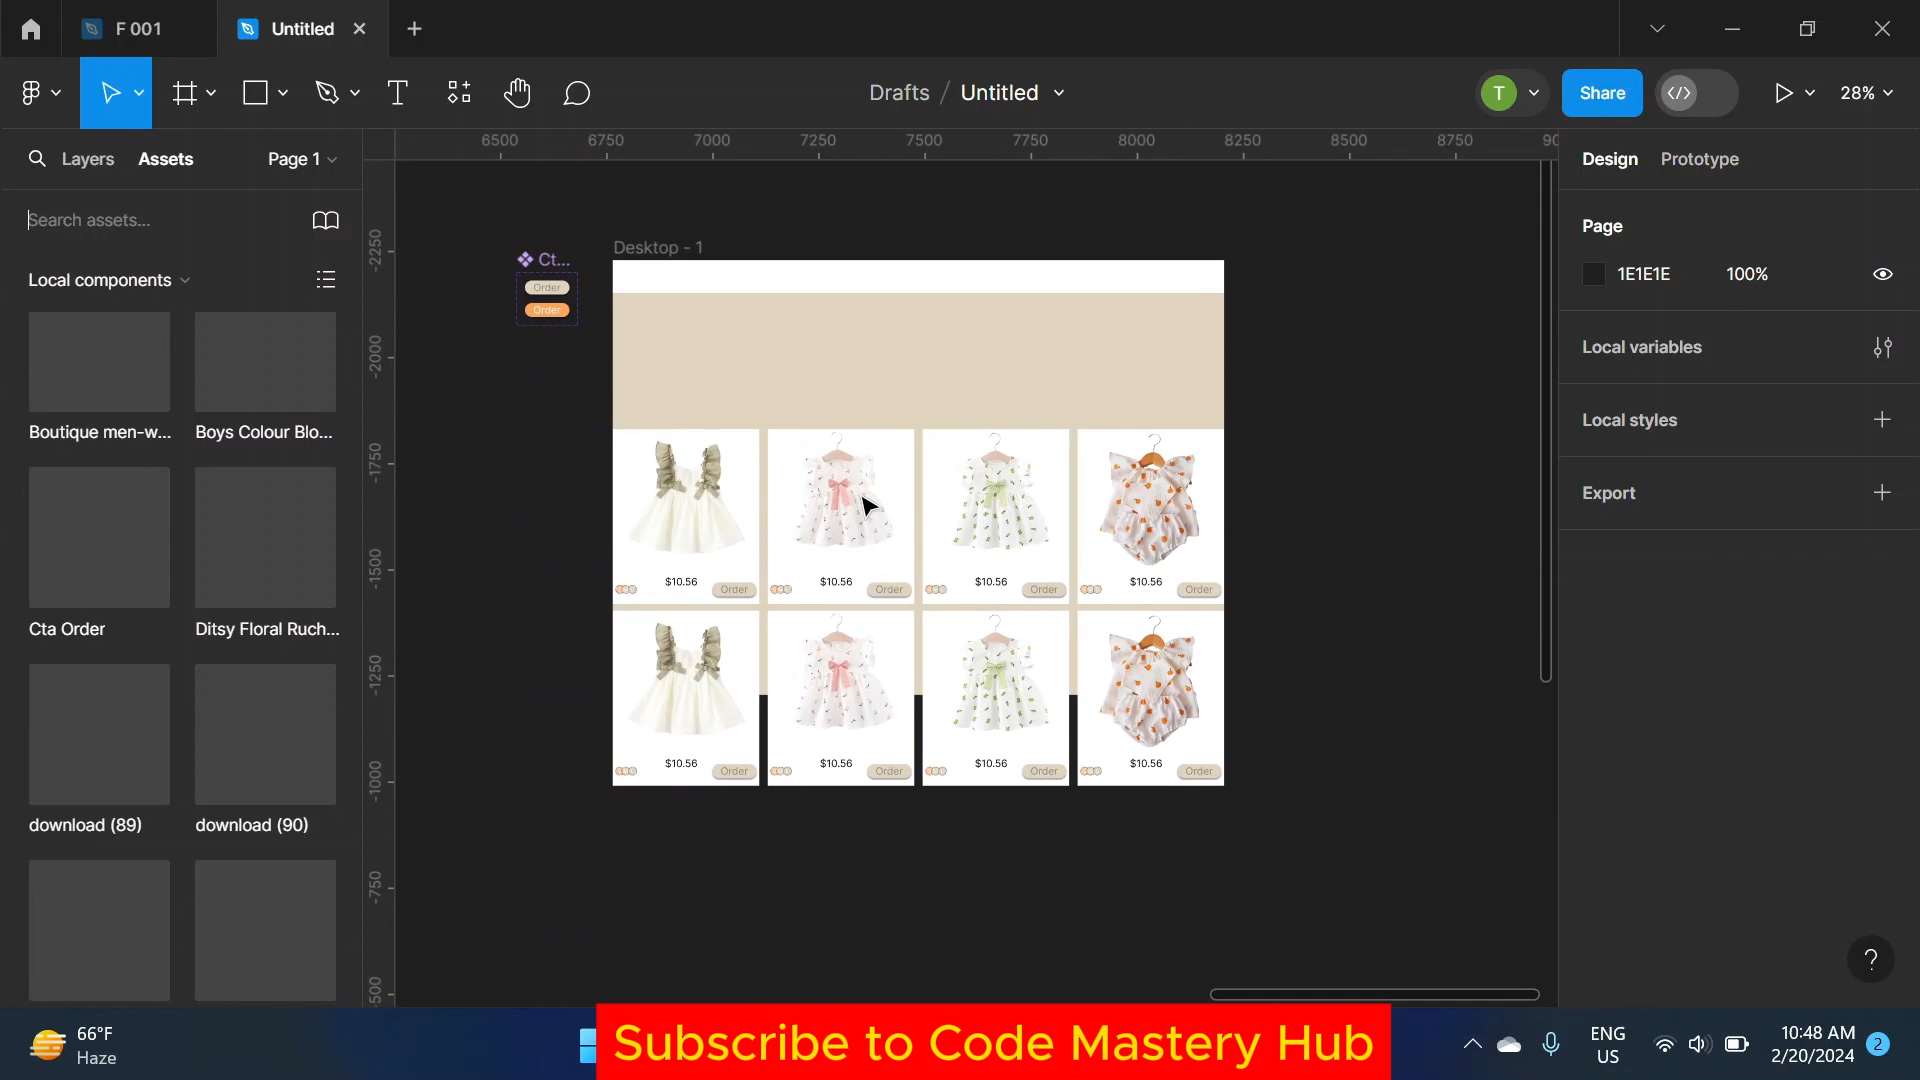 F 001
Untitled
Drafts / Untitled
T
Share
28%
Layers
Assets
Page 1
Search assets...
Local components
Boutique men-w...
Boys Colour Blo...
Cta Order
Ditsy Floral Ruch...
download (89)
download (90)
6500 6750 7000 7250 7500 7750 8000 8250 8500 8750 90
-2250
-2000
-1750
-1500
-1250
-1000
-750
-500
Ct...
Order
Order
Desktop - 1
$10.56 $10.56 $10.56 $10.56
Order Order Order Order
$10.56 $10.56 $10.56 $10.56
Order Order Order Order
Design
Prototype
Page
1E1E1E
100%
Local variables
Local styles
Export
?
66°F
Haze
Subscribe to Code Mastery Hub
ENG
US
10:48 AM
2/20/2024
2